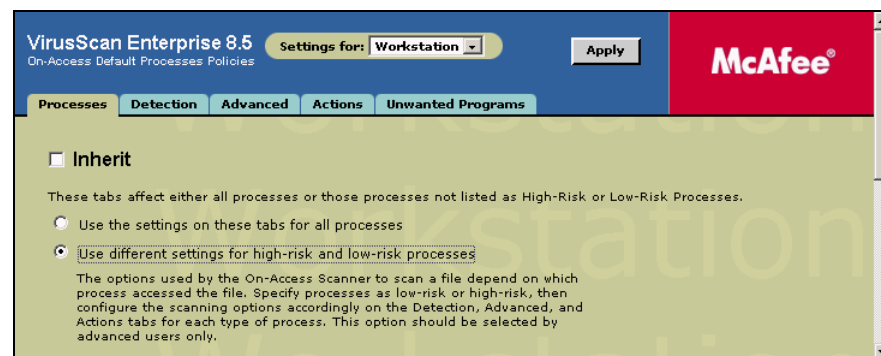 VirusScan Enterprise 8.5
On-Access Default Processes Policies
Settings for: Workstation
Apply
McAfee®
Processes Detection Advanced Actions Unwanted Programs
Workstation
Inherit
These tabs affect either all processes or those processes not listed as High-Risk or Low-Risk Processes.
Use the settings on these tabs for all processes
Workstation
Use different settings for high-risk and low-risk processes
The options used by the On-Access Scanner to scan a file depend on which
process accessed the file. Specify processes as low-risk or high-risk, then
configure the scanning options accordingly on the Detection, Advanced, and
Actions tabs for each type of process. This option should be selected by
advanced users only.
Workstation